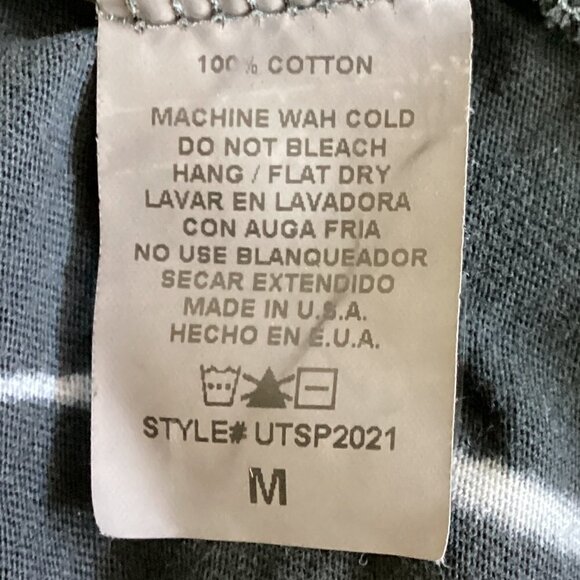 100% COTTON
MACHINE WAH COLD
DO NOT BLEACH
HANG / FLAT DRY
LAVAR EN LAVADORA
CON AUGA FRIA
NO USE BLANQUEADOR
SECAR EXTENDIDO
MADE IN U.S.A.
HECHO EN E.U.A.
STYLE# UTSP2021
M